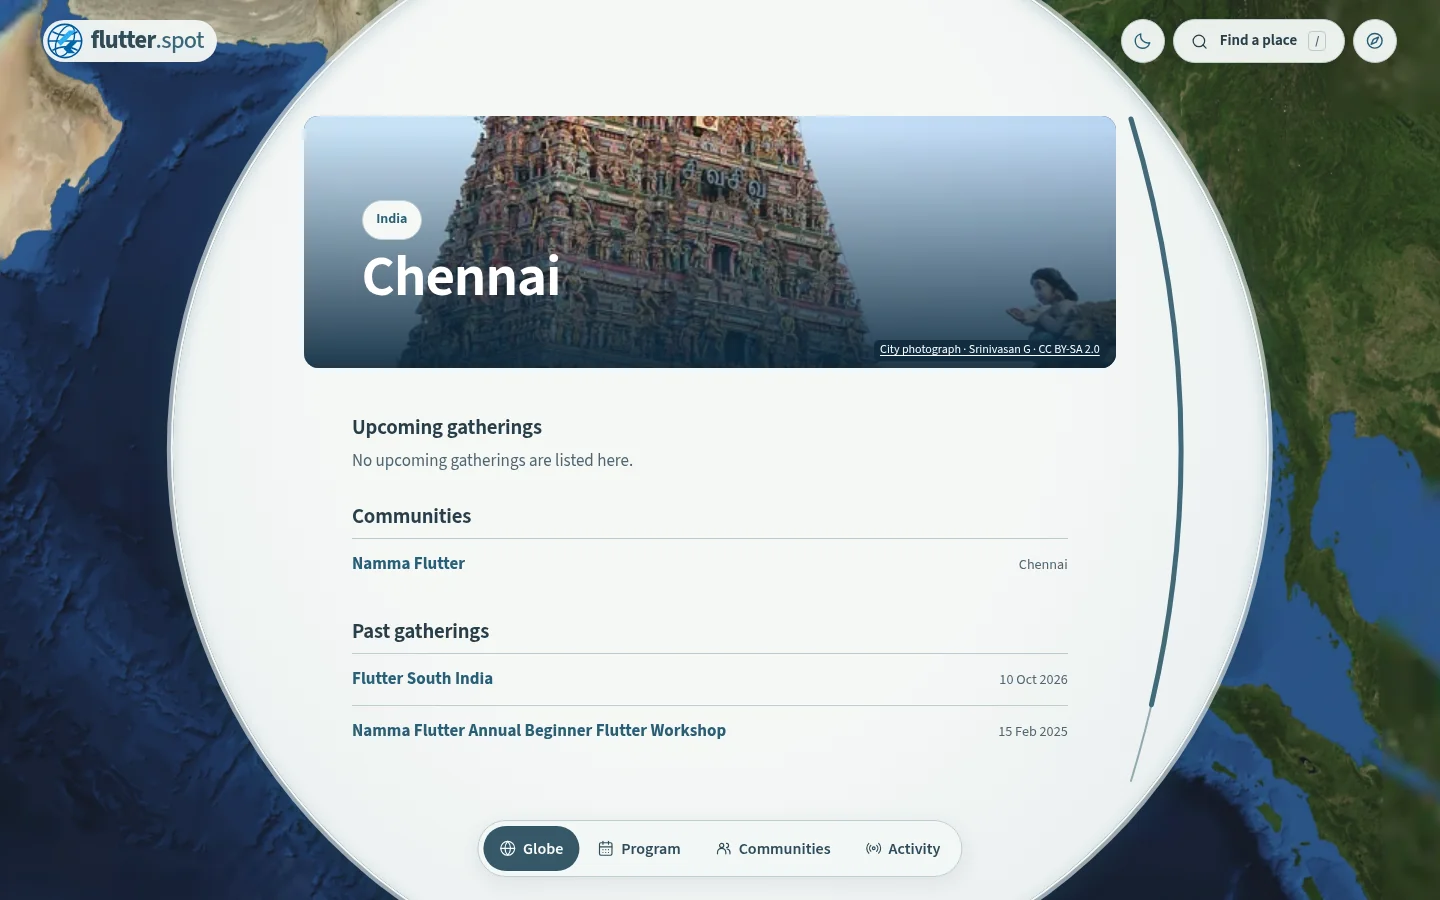 flutter.spot
Find a place /
India
Chennai
City photograph · Srinivasan G · CC BY-SA 2.0
Upcoming gatherings
No upcoming gatherings are listed here.
Communities
Namma Flutter Chennai
Past gatherings
Flutter South India 10 Oct 2026
Namma Flutter Annual Beginner Flutter Workshop 15 Feb 2025
Globe Program Communities Activity